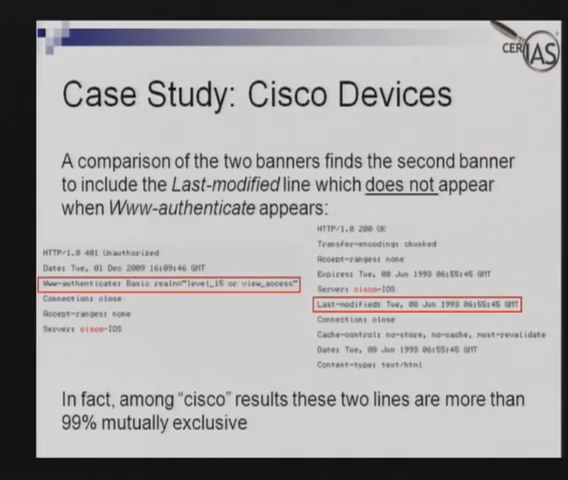 CERIAS
Case Study: Cisco Devices
A comparison of the two banners finds the second banner
to include the Last-modified line which does not appear
when Www-authenticate appears:
HTTP/1.0 401 Unauthorized
Date: Tue, 01 Dec 2009 16:09:46 GMT
Www-authenticate: Basic realm="level_15 or view_access"
Connection: close
Accept-ranges: none
Server: cisco-IOS
HTTP/1.0 200 OK
Transfer-encoding: chunked
Accept-ranges: none
Expires: Tue, 08 Jun 1993 06:55:45 GMT
Server: cisco-IOS
Last-modified: Tue, 08 Jun 1993 06:55:45 GMT
Connection: close
Cache-control: no-store, no-cache, must-revalidate
Date: Tue, 08 Jun 1993 06:55:45 GMT
Content-type: text/html
In fact, among "cisco" results these two lines are more than
99% mutually exclusive